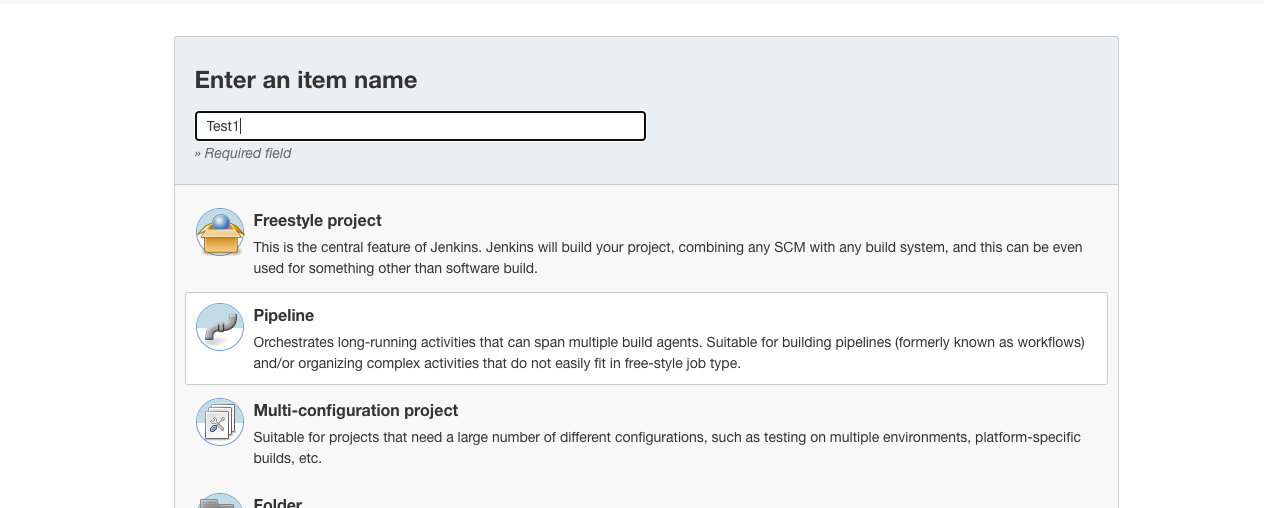 Enter an item name
Test1
» Required field
Freestyle project
This is the central feature of Jenkins. Jenkins will build your project, combining any SCM with any build system, and this can be even
used for something other than software build.
Pipeline
Orchestrates long-running activities that can span multiple build agents. Suitable for building pipelines (formerly known as workflows)
and/or organizing complex activities that do not easily fit in free-style job type.
Multi-configuration project
Suitable for projects that need a large number of different configurations, such as testing on multiple environments, platform-specific
builds, etc.
Folder